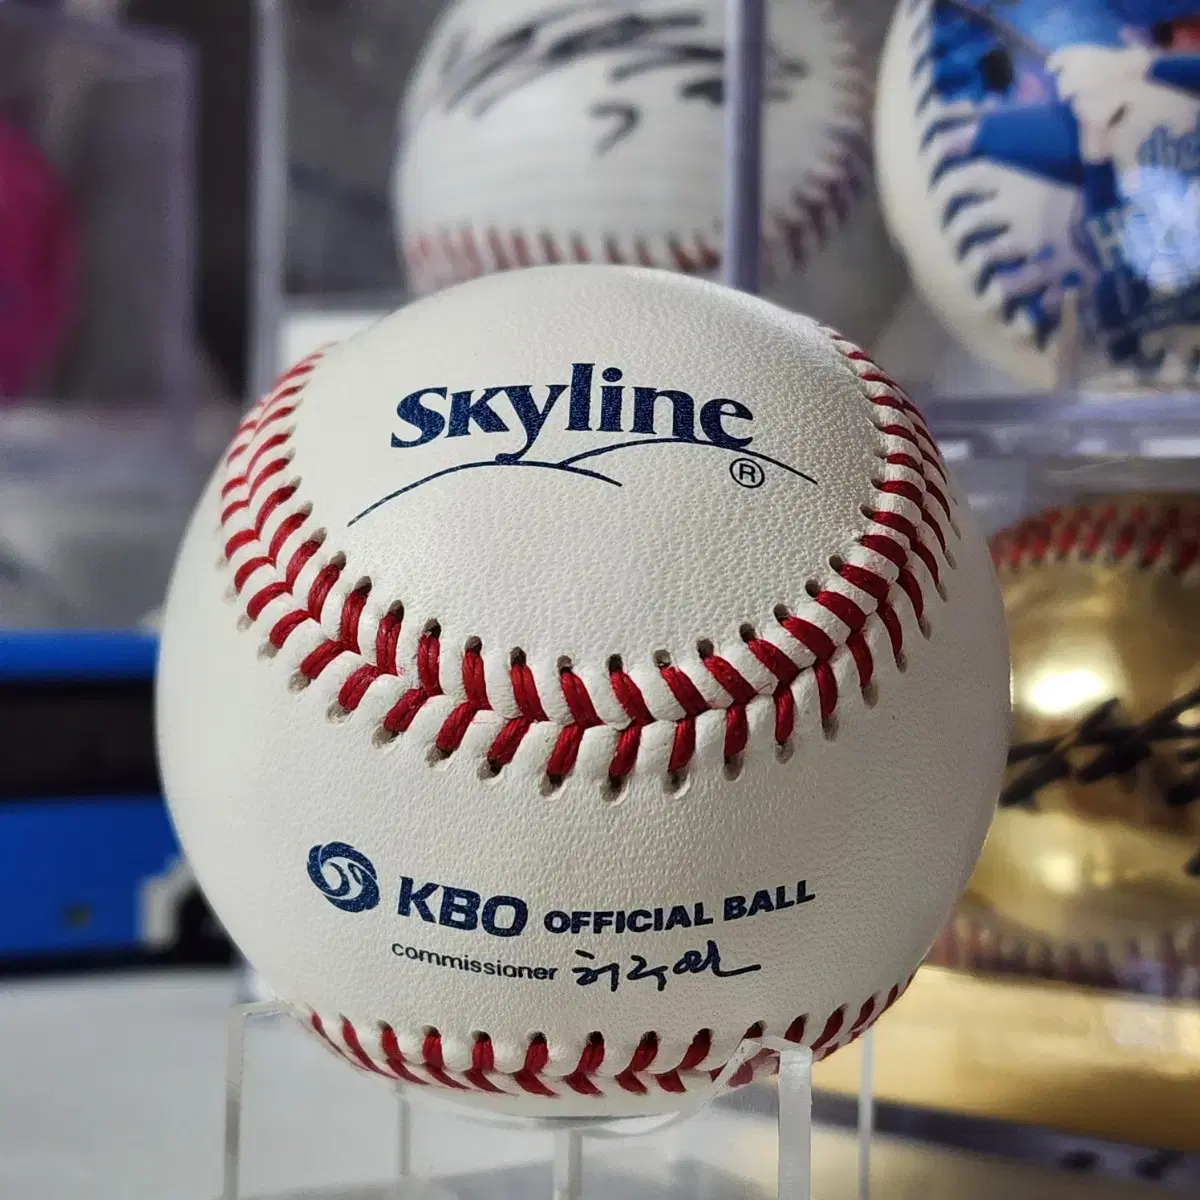 Skyline
®
KBO OFFICIAL BALL
commissioner 허구연